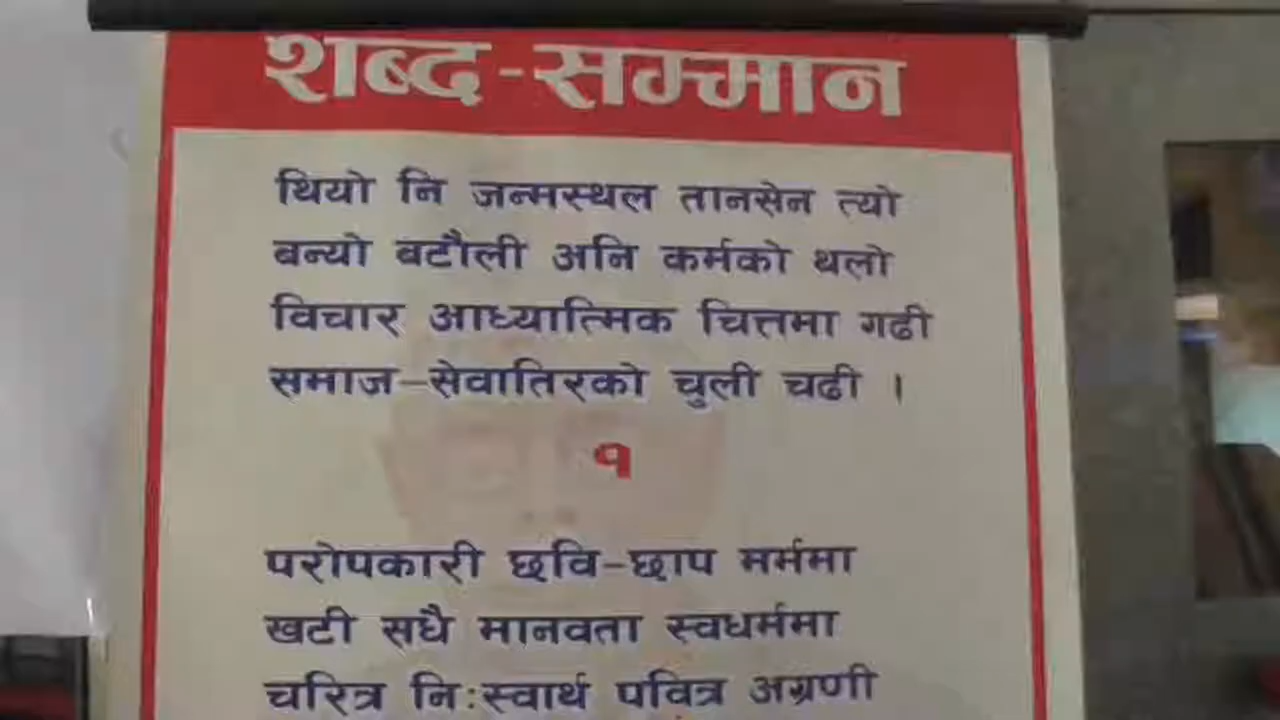 शब्द-सम्मान
थियो नि जन्मस्थल तानसेन त्यो
बन्यो बटौली अनि कर्मको थलो
विचार आध्यात्मिक चित्तमा गढी
समाज-सेवातिरको चुली चढी ।
१
परोपकारी छवि-छाप मर्ममा
खटी सधै मानवता स्वधर्ममा
चरित्र निःस्वार्थ पवित्र अग्रणी